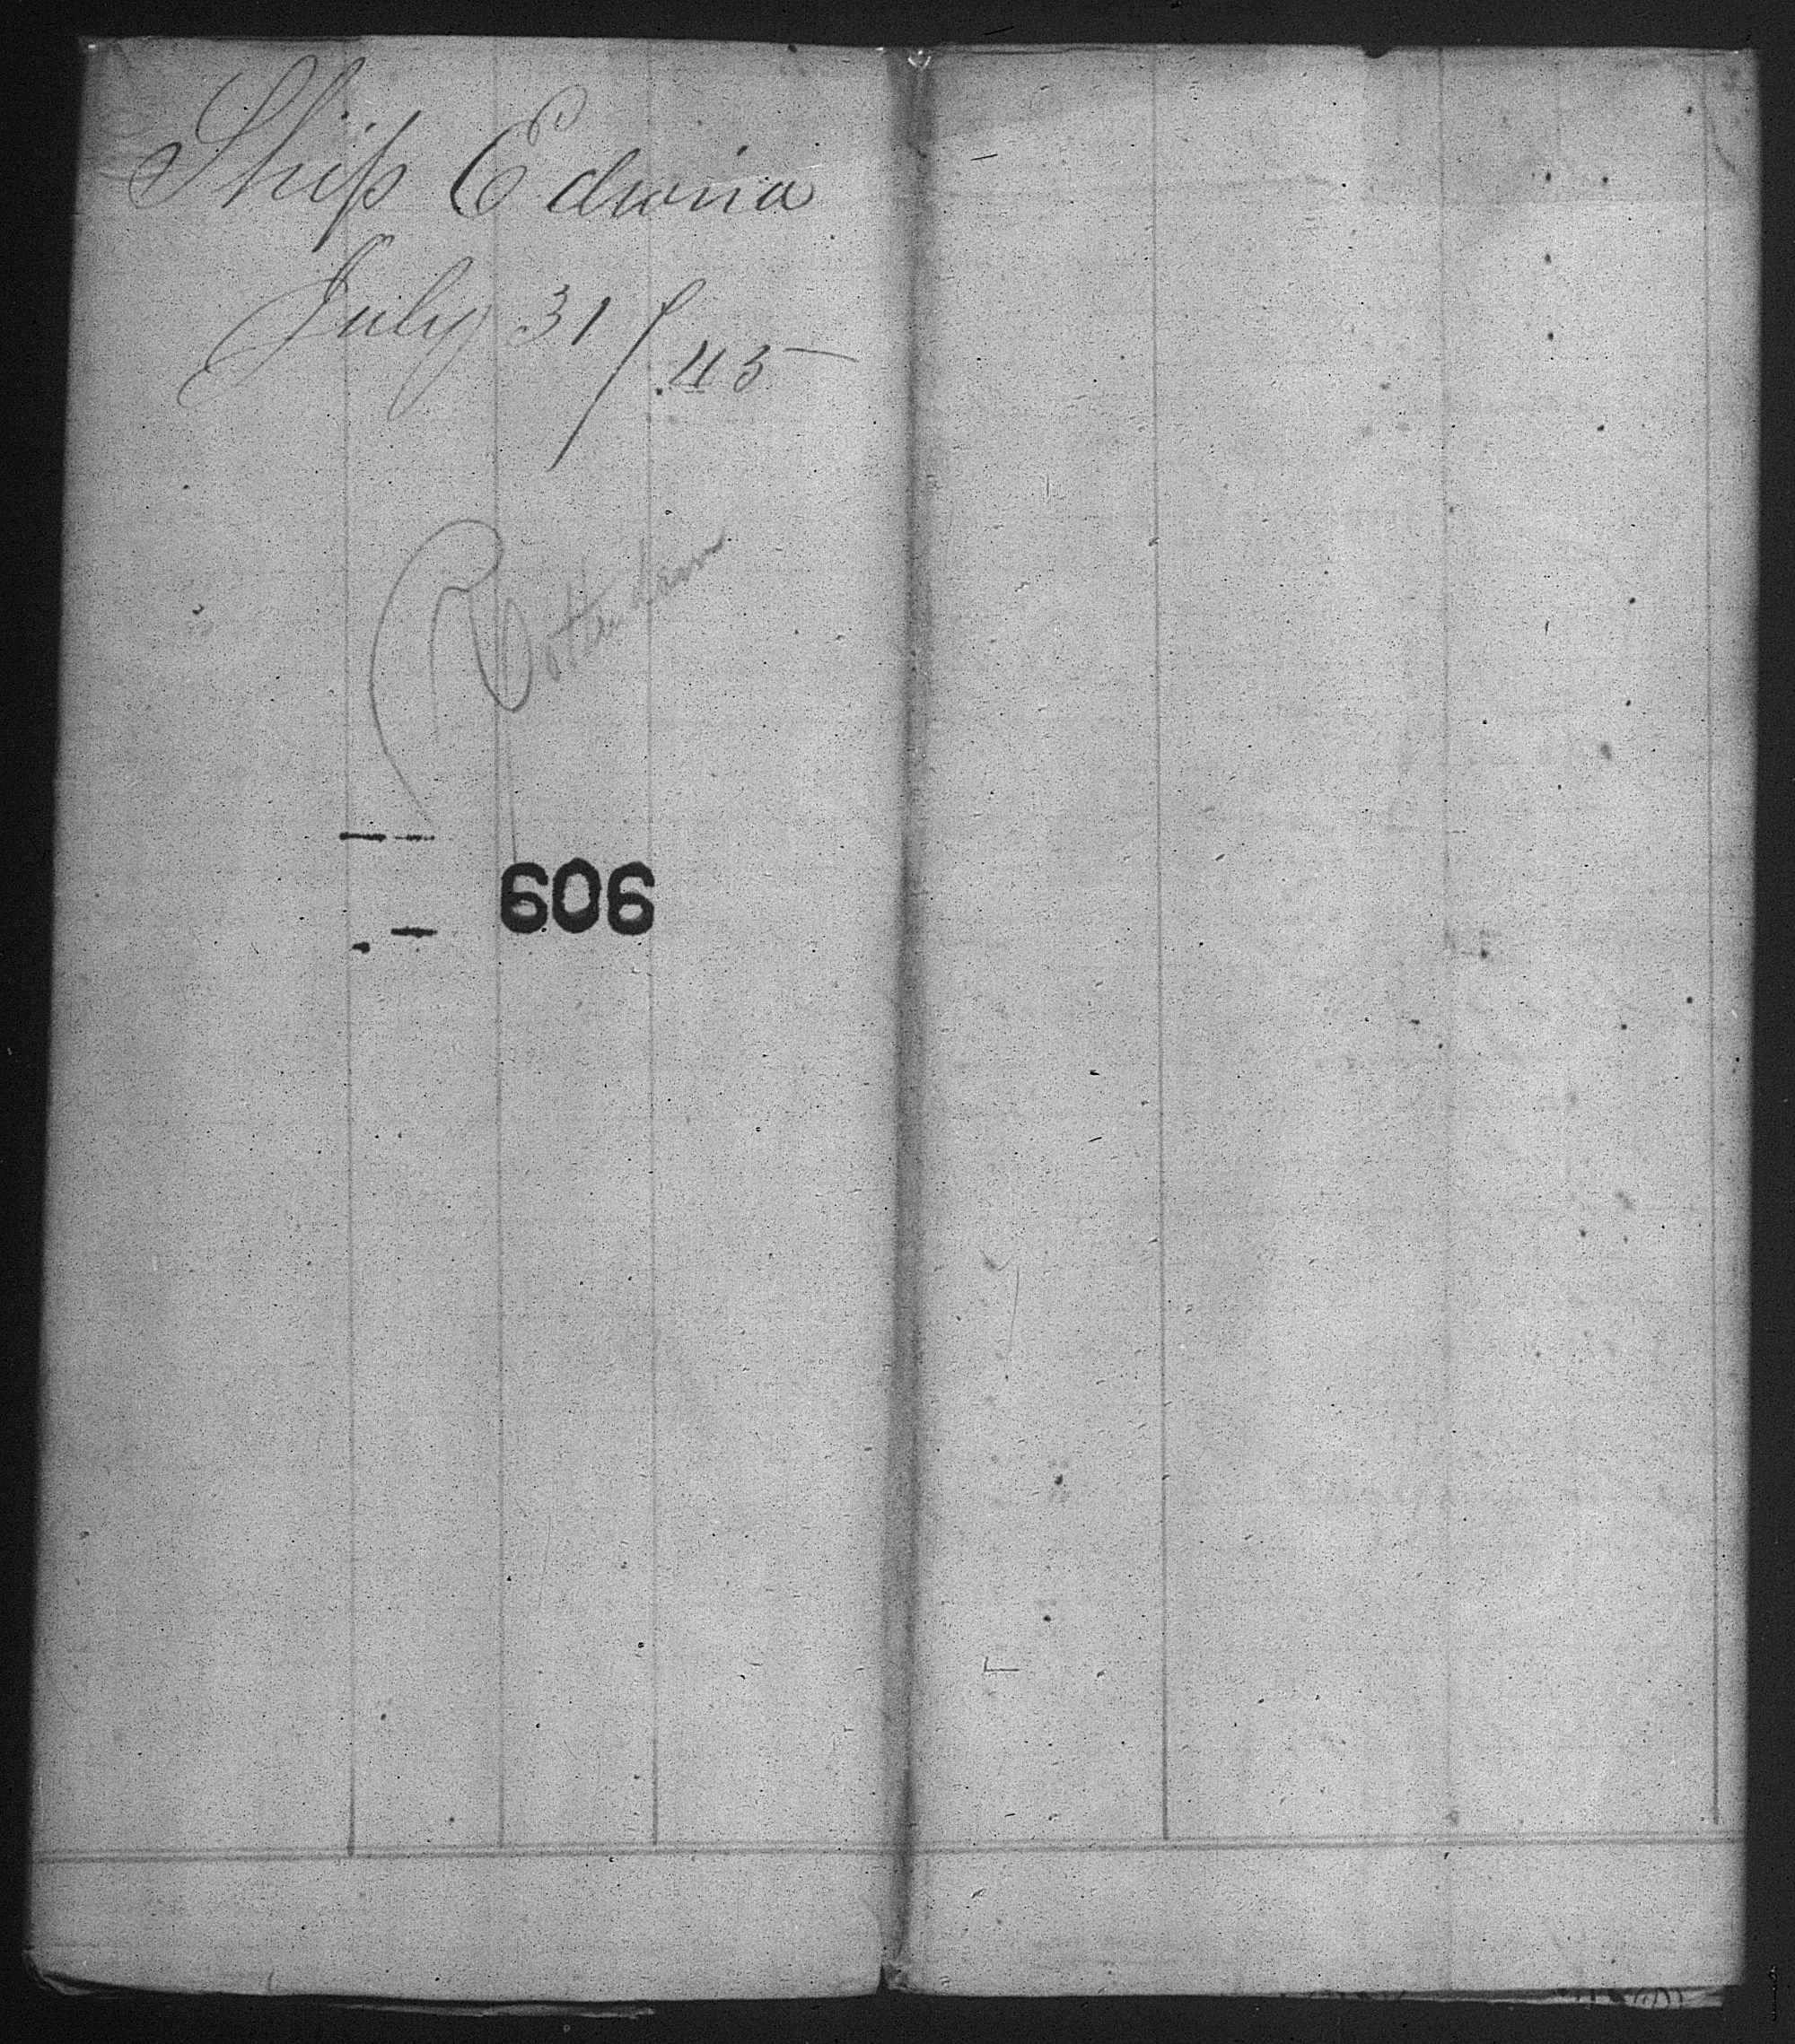 Ship Edwina
July 31/45
Rotterdam
606